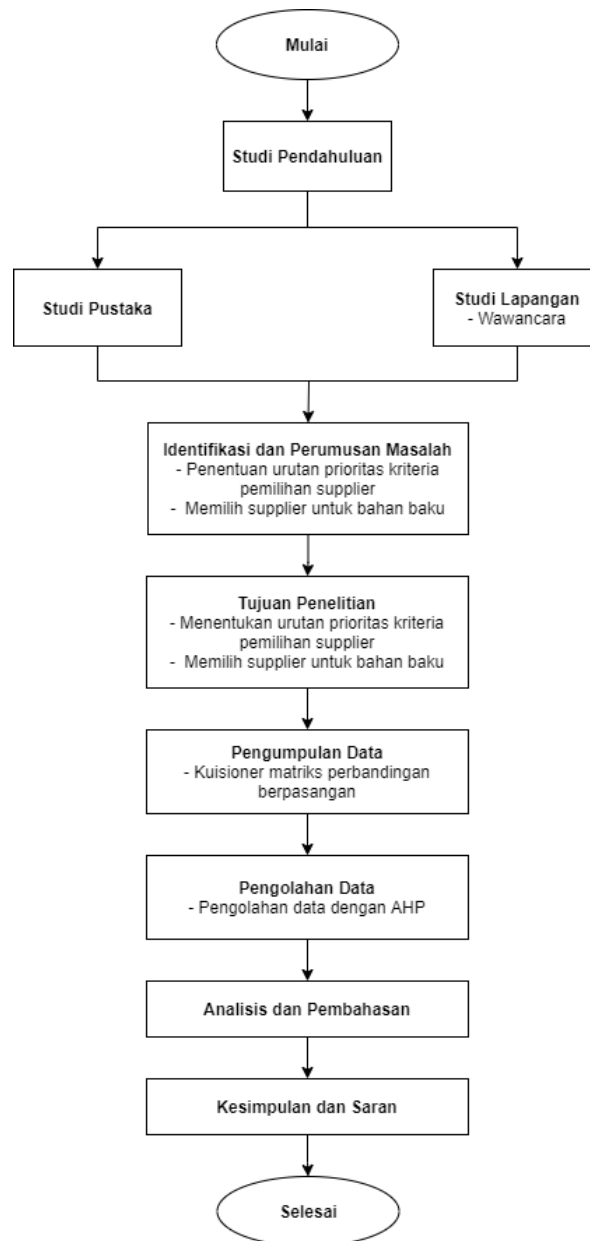 Mulai
Studi Pendahuluan
Studi Pustaka
Studi Lapangan
- Wawancara
Identifikasi dan Perumusan Masalah
- Penentuan urutan prioritas kriteria
pemilihan supplier
- Memilih supplier untuk bahan baku
Tujuan Penelitian
- Menentukan urutan prioritas kriteria
pemilihan supplier
- Memilih supplier untuk bahan baku
Pengumpulan Data
- Kuisioner matriks perbandingan
berpasangan
Pengolahan Data
- Pengolahan data dengan AHP
Analisis dan Pembahasan
Kesimpulan dan Saran
Selesai